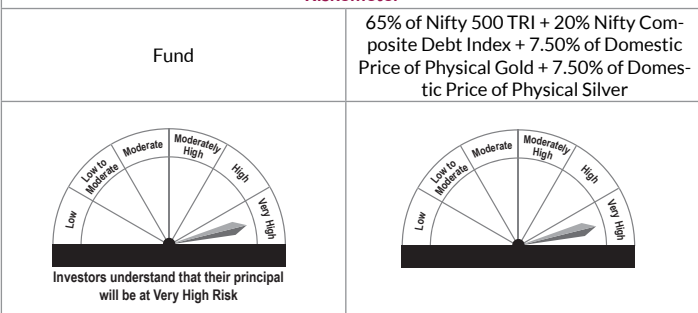 Fund
65% of Nifty 500 TRI + 20% Nifty Com-
posite Debt Index + 7.50% of Domestic
Price of Physical Gold + 7.50% of Domes-
tic Price of Physical Silver
Low
Low to
Moderate
Moderate
Moderately
High
High
Very High
Investors understand that their principal
will be at Very High Risk
Low
Low to
Moderate
Moderate
Moderately
High
High
Very High